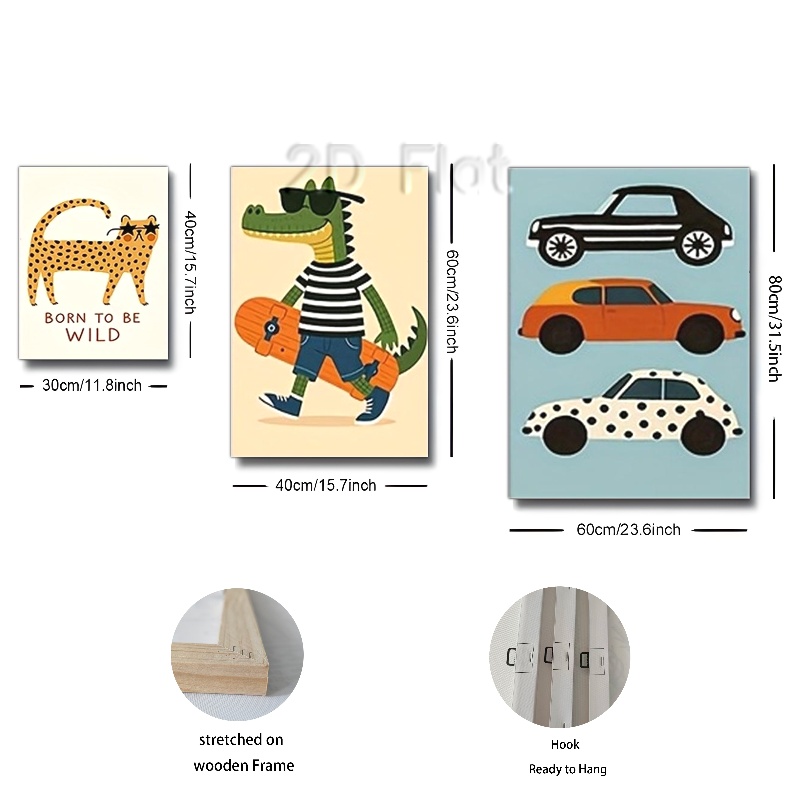 2D Flat
BORN TO BE
WILD
40cm/15.7inch
30cm/11.8inch
60cm/23.6inch
40cm/15.7inch
80cm/31.5inch
60cm/23.6inch
stretched on
wooden Frame
Hook
Ready to Hang